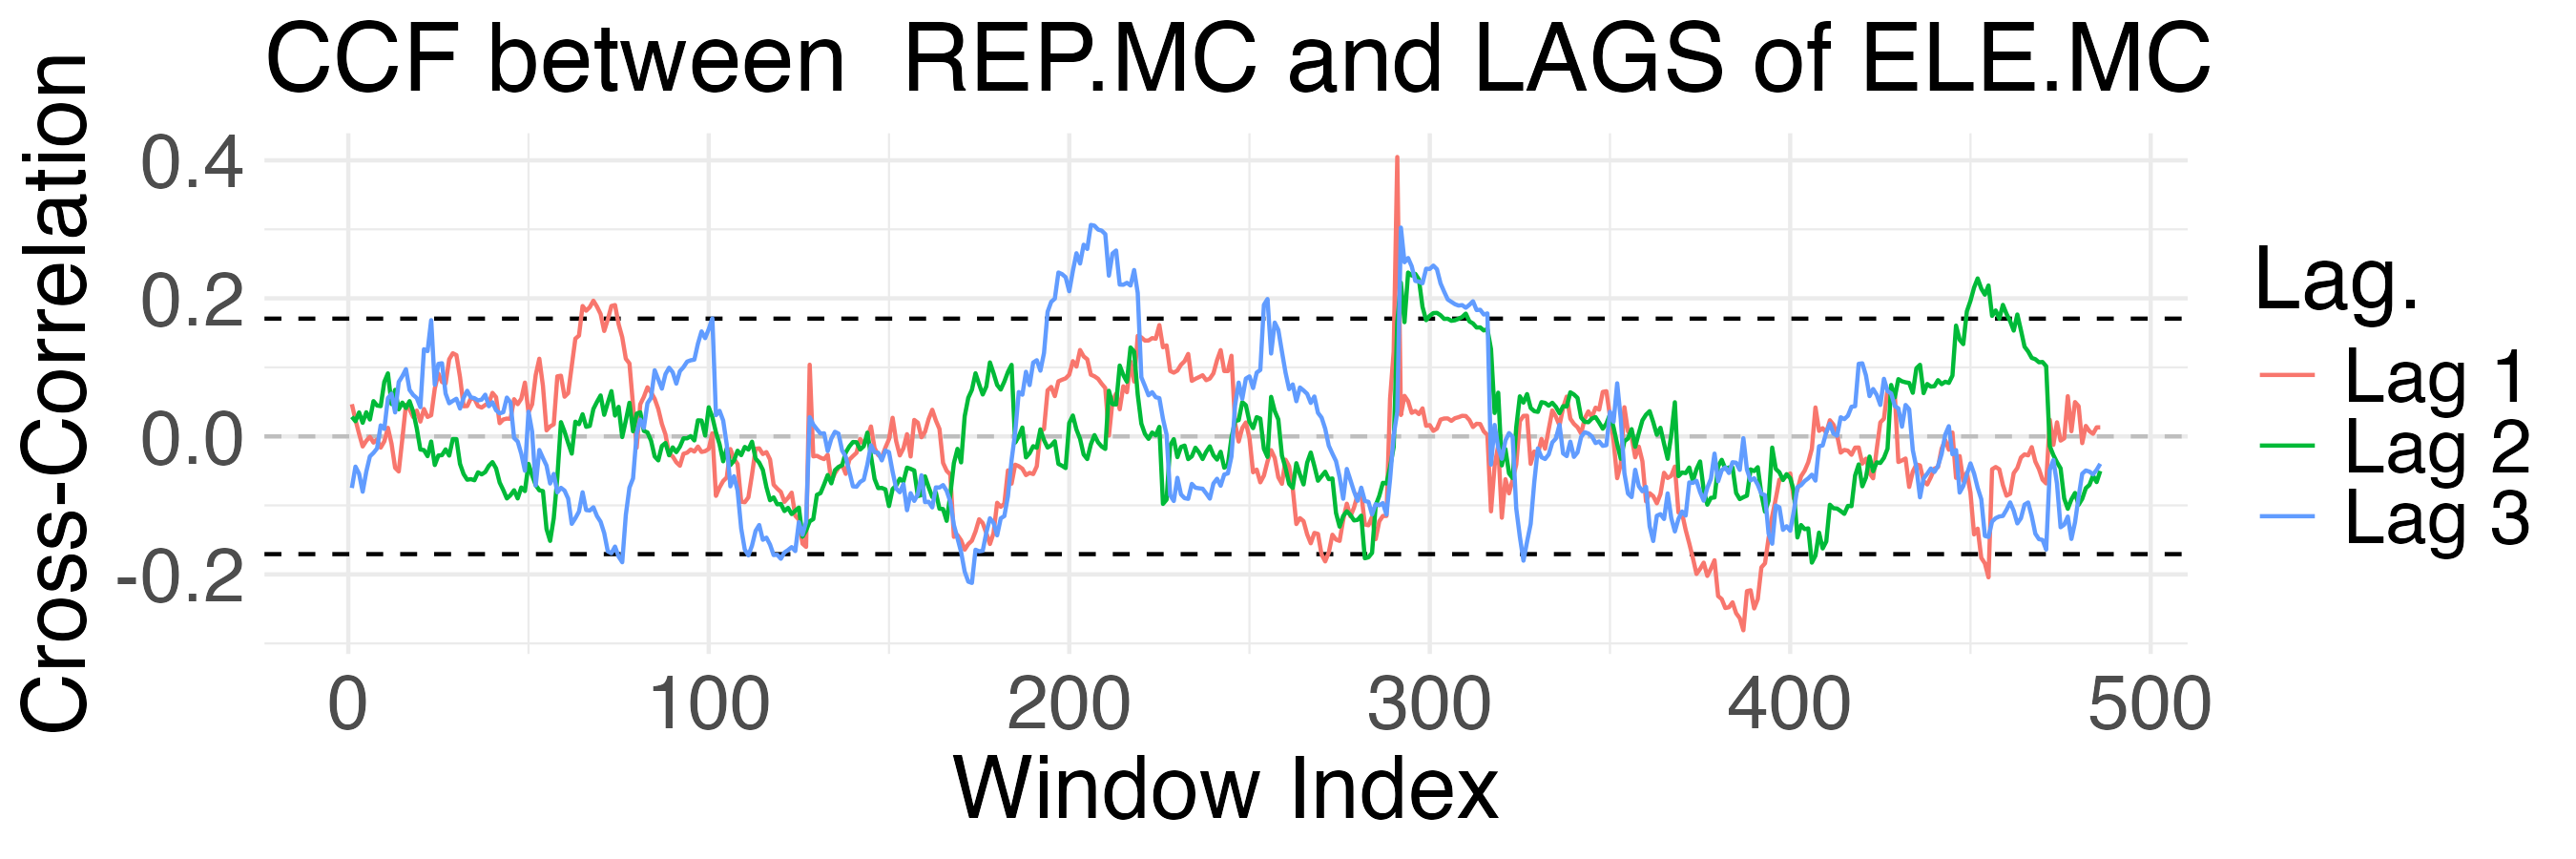 CCF between  REP.MC and LAGS of ELE.MC
Cross-Correlation
0.4
0.2
0.0
-0.2
0 100 200 300 400 500
Window Index
Lag.
Lag 1
Lag 2
Lag 3